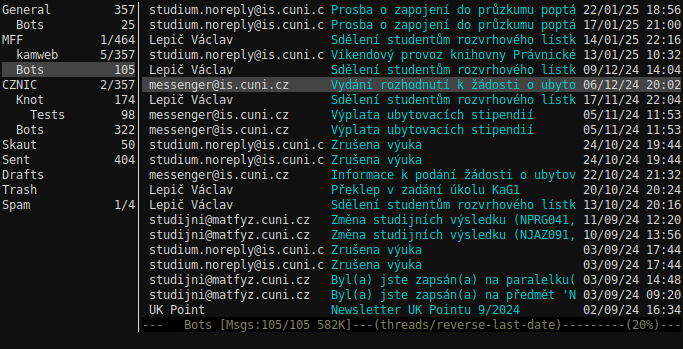 General 357 studium.noreply@is.cuni.c Prosba o zapojení do průzkumu poptá 22/01/25 18:56
Bots 25 studium.noreply@is.cuni.c Prosba o zapojení do průzkumu poptá 17/01/25 21:00
MFF 1/464 Lepič Václav Sdělení studentům rozvrhového lístk 14/01/25 22:16
kamweb 5/357 studium.noreply@is.cuni.c Víkendový provoz knihovny Právnické 13/01/25 10:32
Bots 105 Lepič Václav Sdělení studentům rozvrhového lístk 09/12/24 14:04
CZNIC 2/357 messenger@is.cuni.cz Vydání rozhodnutí k žádosti o ubyto 06/12/24 20:02
Knot 174 Lepič Václav Sdělení studentům rozvrhového lístk 17/11/24 22:04
Tests 98 messenger@is.cuni.cz Výplata ubytovacích stipendií 05/11/24 11:53
Bots 322 messenger@is.cuni.cz Výplata ubytovacích stipendií 05/11/24 11:53
Skaut 50 studium.noreply@is.cuni.c Zrušena výuka 24/10/24 19:44
Sent 404 studium.noreply@is.cuni.c Zrušena výuka 24/10/24 19:44
Drafts messenger@is.cuni.cz Informace k podání žádosti o ubytov 22/10/24 21:32
Trash Lepič Václav Překlep v zadání úkolu KaG1 20/10/24 20:24
Spam 1/4 Lepič Václav Sdělení studentům rozvrhového lístk 13/10/24 20:16
studijni@matfyz.cuni.cz Změna studijních výsledku (NPRG041, 11/09/24 12:20
studijni@matfyz.cuni.cz Změna studijních výsledku (NJAZ091, 10/09/24 13:56
studium.noreply@is.cuni.c Zrušena výuka 03/09/24 17:44
studium.noreply@is.cuni.c Zrušena výuka 03/09/24 17:44
studijni@matfyz.cuni.cz Byl(a) jste zapsán(a) na paralelku( 03/09/24 14:48
studijni@matfyz.cuni.cz Byl(a) jste zapsán(a) na předmět 'N 03/09/24 09:20
UK Point Newsletter UK Pointu 9/2024 02/09/24 16:34
--- Bots [Msgs:105/105 582K]---(threads/reverse-last-date)---------(20%)---